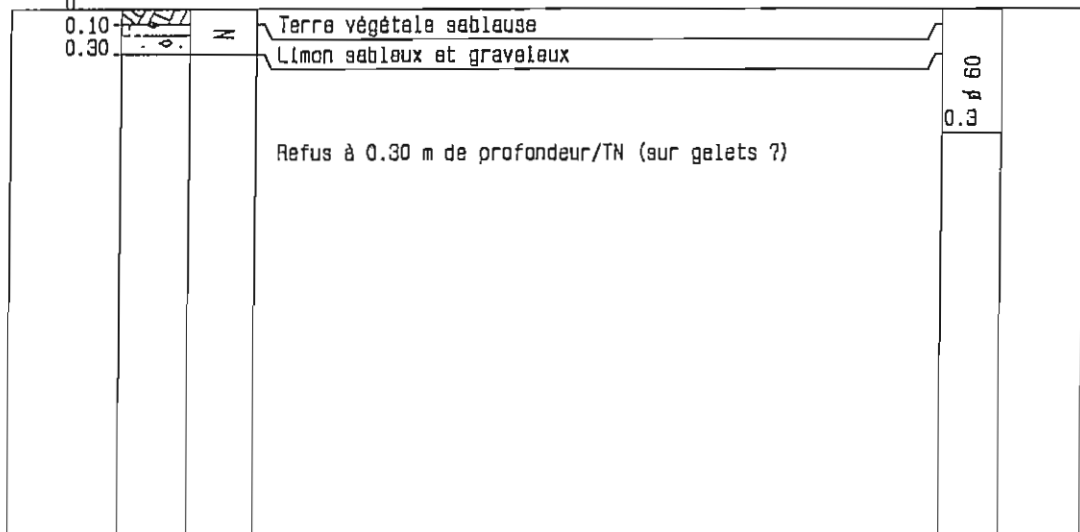 0.10
Terre végétale sableuse
0.30
Limon sableux et graveleux
N
ø 60
0.3
Refus à 0.30 m de profondeur/TN (sur galets ?)